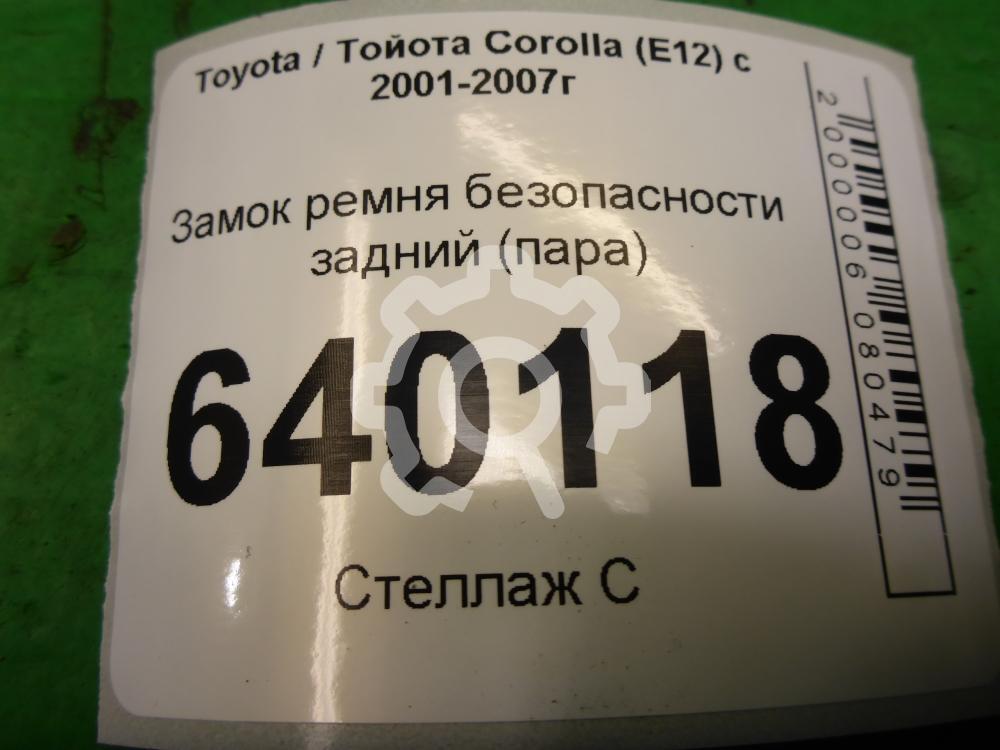 Toyota / Тойота Corolla (E12) с
2001-2007г
Замок ремня безопасности
задний (пара)
640118
Стеллаж С
2000006080479